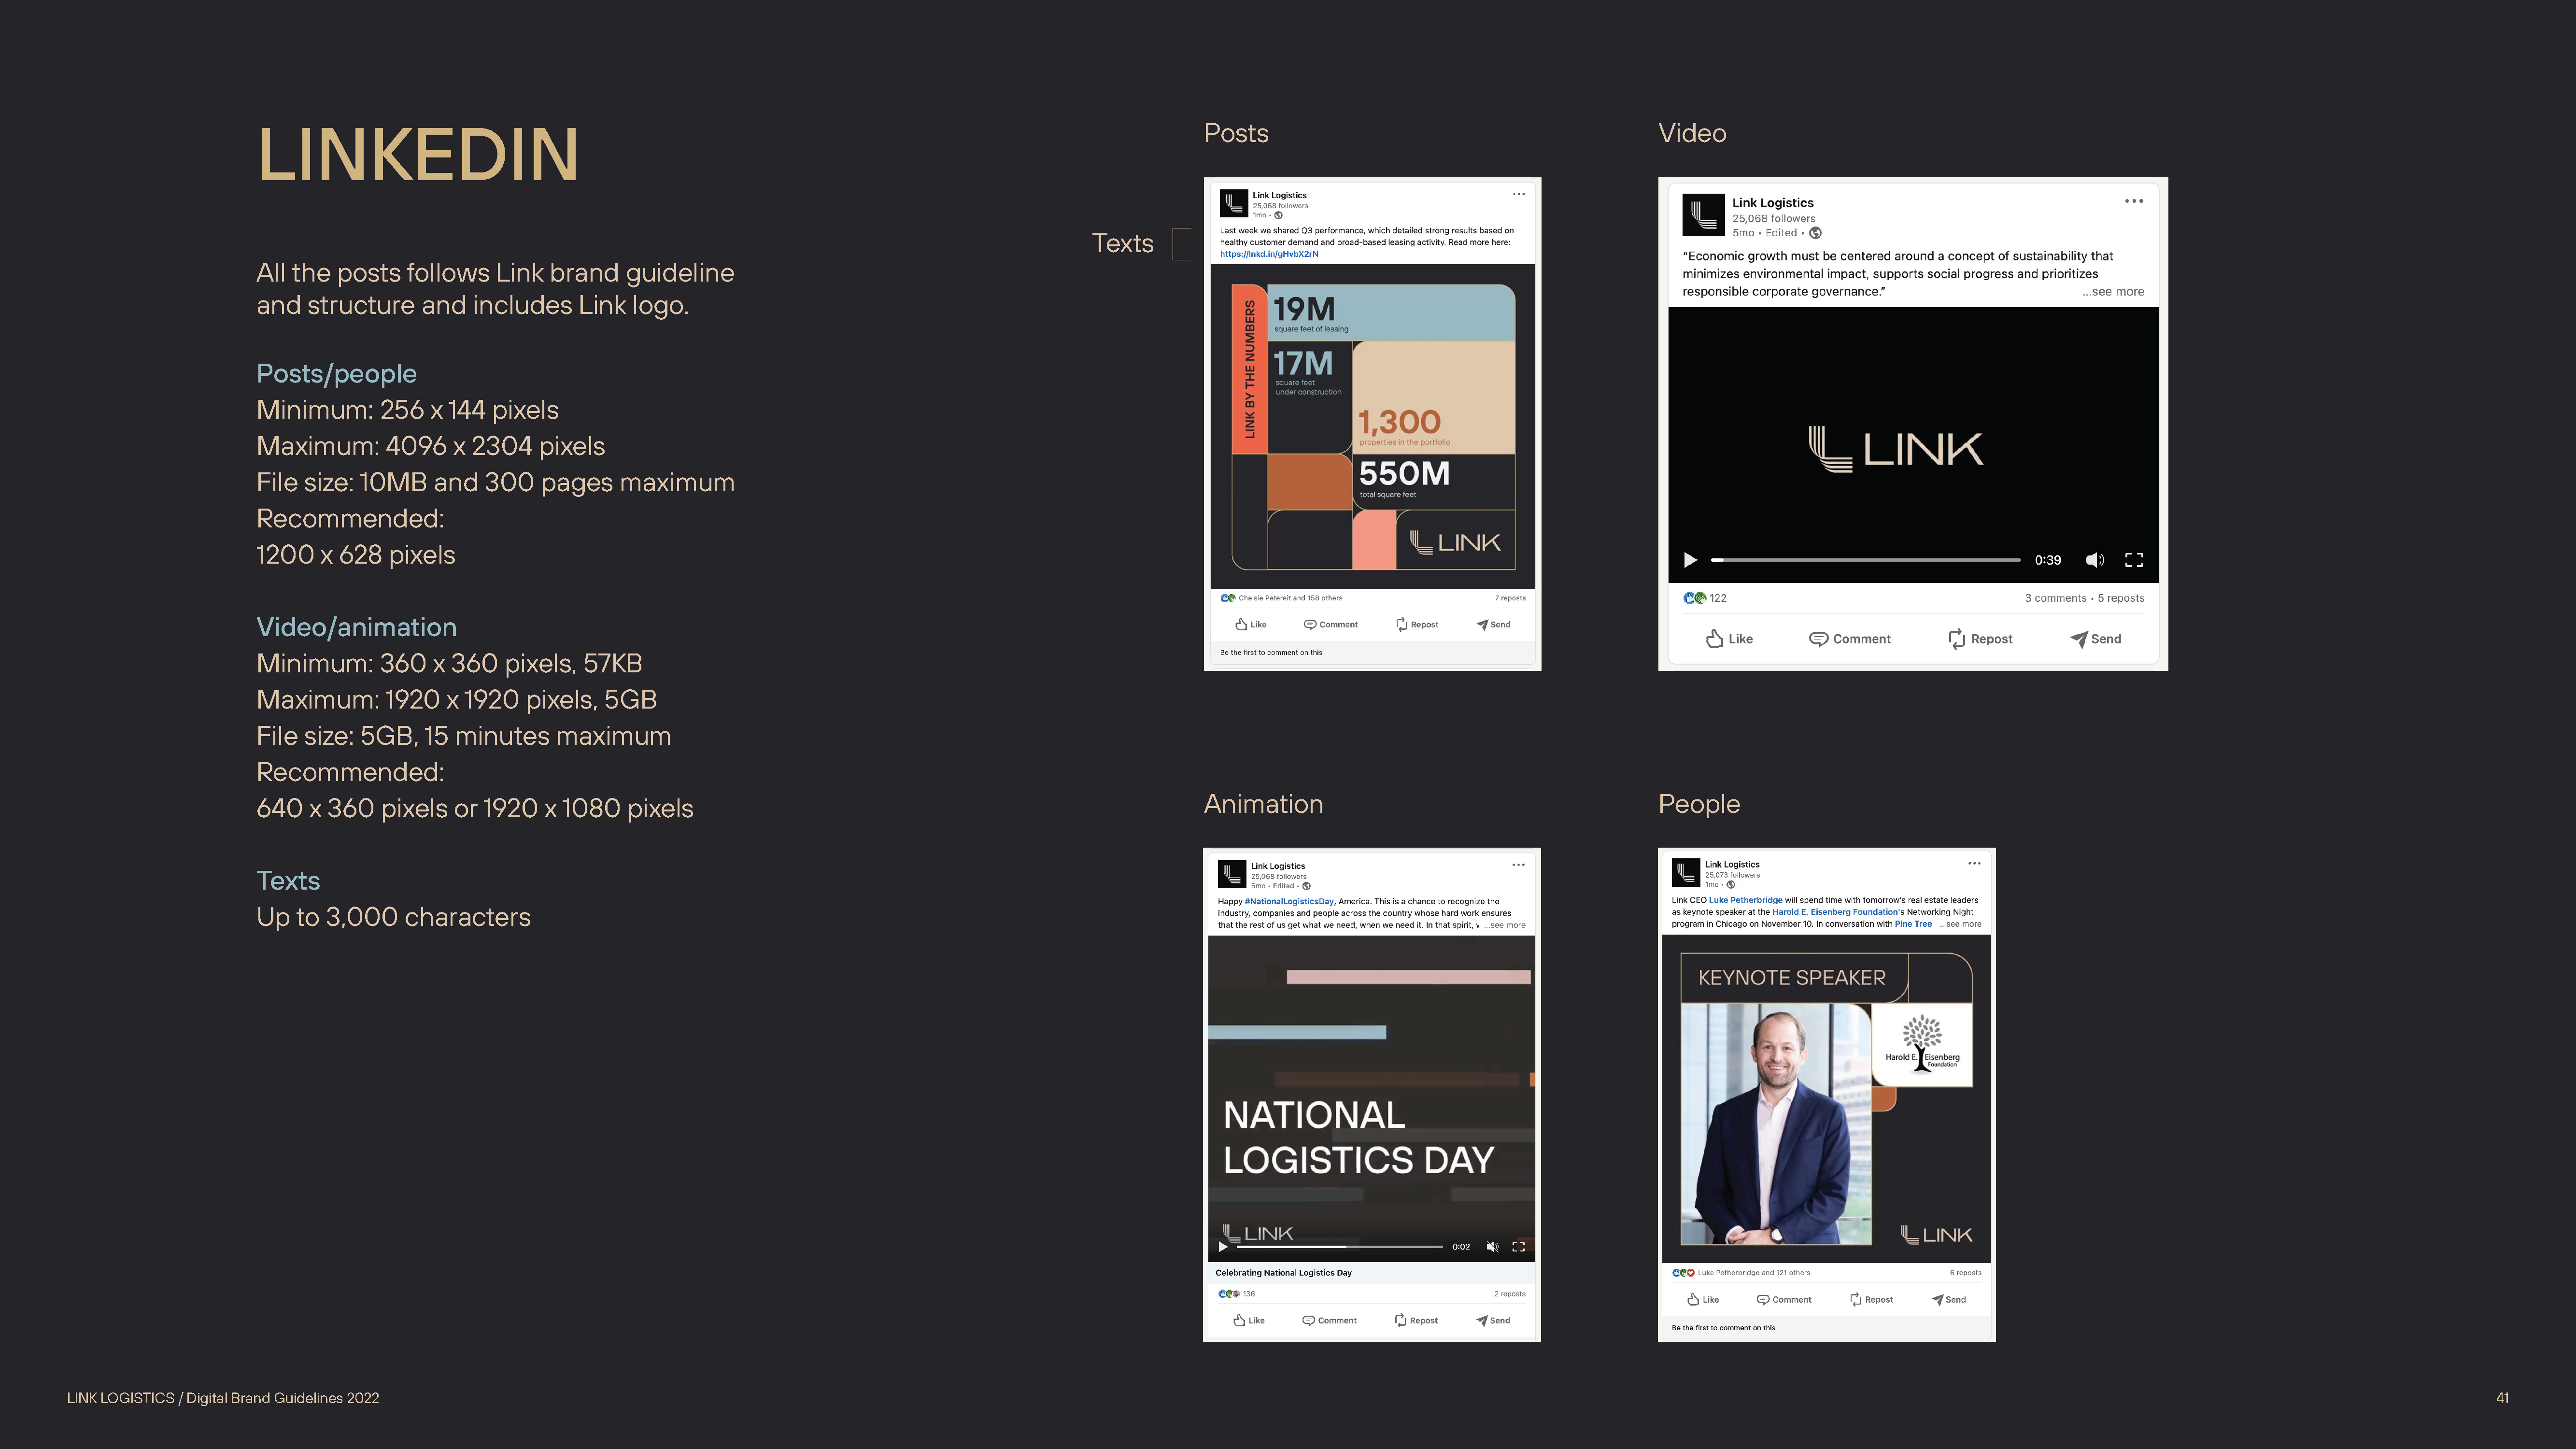 LINKEDIN
All the posts follows Link brand guideline
and structure and includes Link logo.
Posts/people
Minimum: 256 x 144 pixels
Maximum: 4096 x 2304 pixels
File size: 10MB and 300 pages maximum
Recommended:
1200 x 628 pixels
Video/animation
Minimum: 360 x 360 pixels, 57KB
Maximum: 1920 x 1920 pixels, 5GB
File size: 5GB, 15 minutes maximum
Recommended:
640 x 360 pixels or 1920 x 1080 pixels
Texts
Up to 3,000 characters
Posts
Texts
Link Logistics
25,068 followers
1mo •
Last week we shared Q3 performance, which detailed strong results based on
healthy customer demand and broad-based leasing activity. Read more here:
https://lnkd.in/gHvbX2rN
LINK BY THE NUMBERS
19M
square feet of leasing
17M
square feet
under construction
1,300
properties in the portfolio
550M
total square feet
LINK
Chelsie Petereit and 158 others 7 reposts
Like Comment Repost Send
Be the first to comment on this
Video
Link Logistics
25,068 followers
5mo • Edited •
“Economic growth must be centered around a concept of sustainability that
minimizes environmental impact, supports social progress and prioritizes
responsible corporate governance.” ...see more
LINK
0:39
122 3 comments • 5 reposts
Like Comment Repost Send
Animation
Link Logistics
25,068 followers
5mo • Edited •
Happy #NationalLogisticsDay, America. This is a chance to recognize the
industry, companies and people across the country whose hard work ensures
that the rest of us get what we need, when we need it. In that spirit, ...see more
NATIONAL
LOGISTICS DAY
LINK
0:02
Celebrating National Logistics Day
136 2 reposts
Like Comment Repost Send
People
Link Logistics
25,073 followers
1mo •
Link CEO Luke Petherbridge will spend time with tomorrow's real estate leaders
as keynote speaker at the Harold E. Eisenberg Foundation's Networking Night
program in Chicago on November 10. In conversation with Pine Tree ...see more
KEYNOTE SPEAKER
Harold E. Eisenberg
Foundation
LINK
Luke Petherbridge and 121 others 6 reposts
Like Comment Repost Send
Be the first to comment on this
LINK LOGISTICS / Digital Brand Guidelines 2022
41